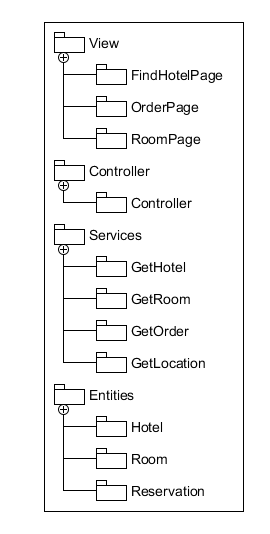 View
FindHotelPage
OrderPage
RoomPage
Controller
Controller
Services
GetHotel
GetRoom
GetOrder
GetLocation
Entities
Hotel
Room
Reservation